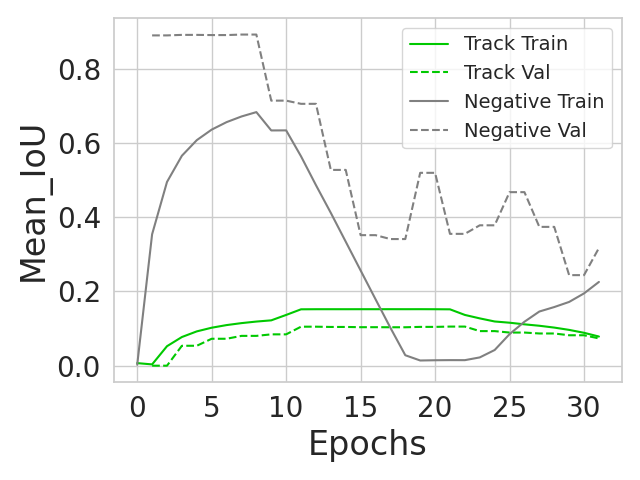 Track Train
Track Val
Negative Train
Negative Val
Mean_IoU
0.8
0.6
0.4
0.2
0.0
0 5 10 15 20 25 30
Epochs